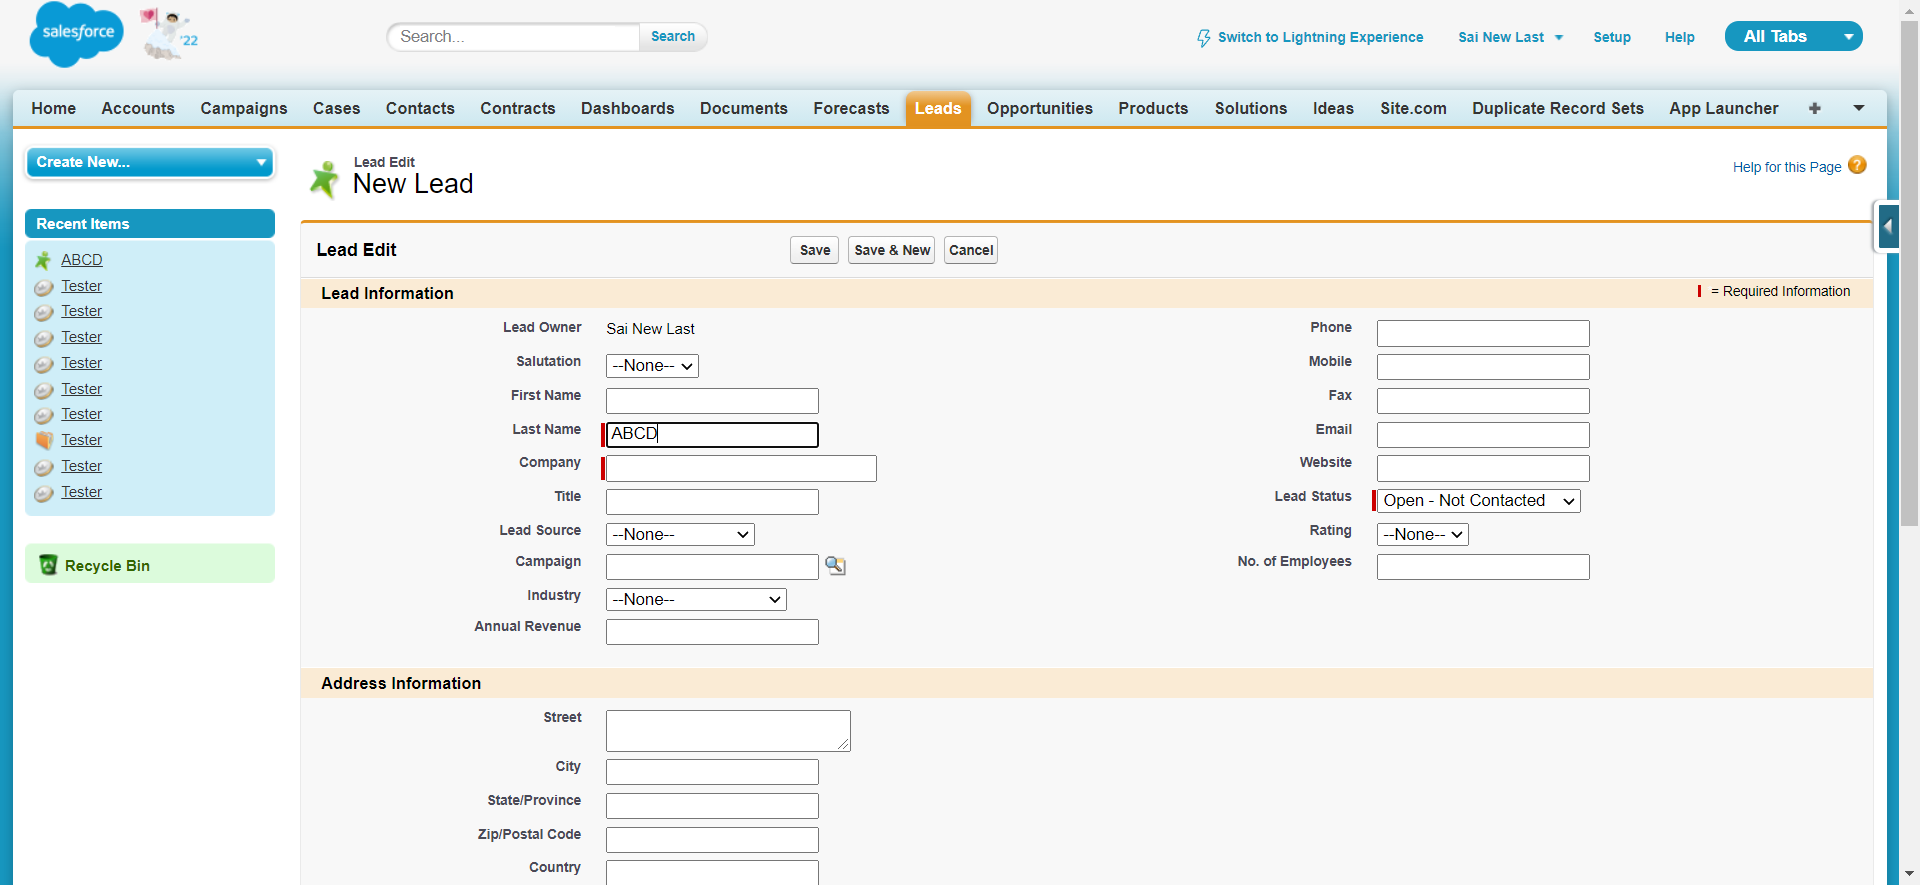 salesforce
'22
Search...
Search
Switch to Lightning Experience
Sai New Last
Setup
Help
All Tabs
Home Accounts Campaigns Cases Contacts Contracts Dashboards Documents Forecasts Leads Opportunities Products Solutions Ideas Site.com Duplicate Record Sets App Launcher +
Create New...
Recent Items
ABCD
Tester
Tester
Tester
Tester
Tester
Tester
Tester
Tester
Tester
Recycle Bin
Lead Edit
New Lead
Help for this Page ?
Lead Edit
Save
Save & New
Cancel
Lead Information
= Required Information
Lead Owner Sai New Last
Salutation --None--
First Name
Last Name ABCD
Company
Title
Lead Source --None--
Campaign
Industry --None--
Annual Revenue
Phone
Mobile
Fax
Email
Website
Lead Status Open - Not Contacted
Rating --None--
No. of Employees
Address Information
Street
City
State/Province
Zip/Postal Code
Country